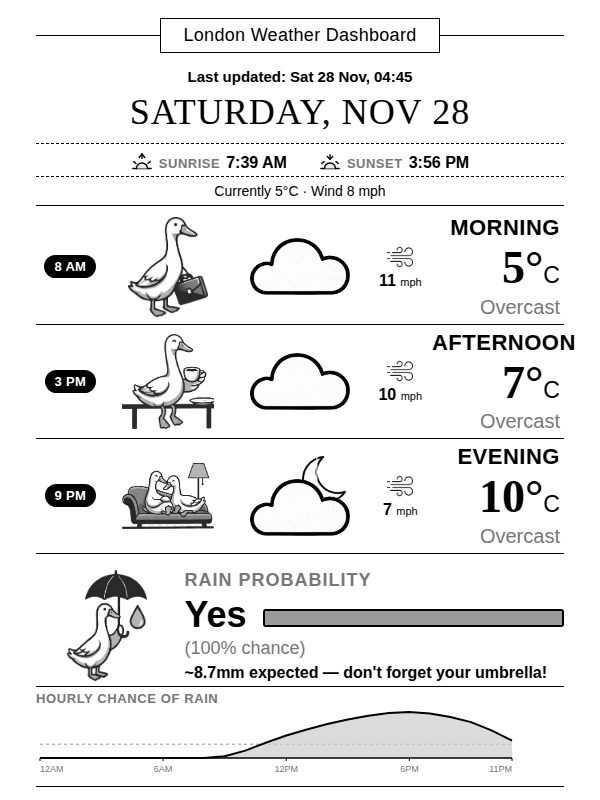 London Weather Dashboard
Last updated: Sat 28 Nov, 04:45
SATURDAY, NOV 28
SUNRISE 7:39 AM SUNSET 3:56 PM
Currently 5°C · Wind 8 mph
MORNING
8 AM 11 mph 5°C
Overcast
AFTERNOON
3 PM 10 mph 7°C
Overcast
EVENING
9 PM 7 mph 10°C
Overcast
RAIN PROBABILITY
Yes
(100% chance)
~8.7mm expected — don't forget your umbrella!
HOURLY CHANCE OF RAIN
12AM 6AM 12PM 6PM 11PM